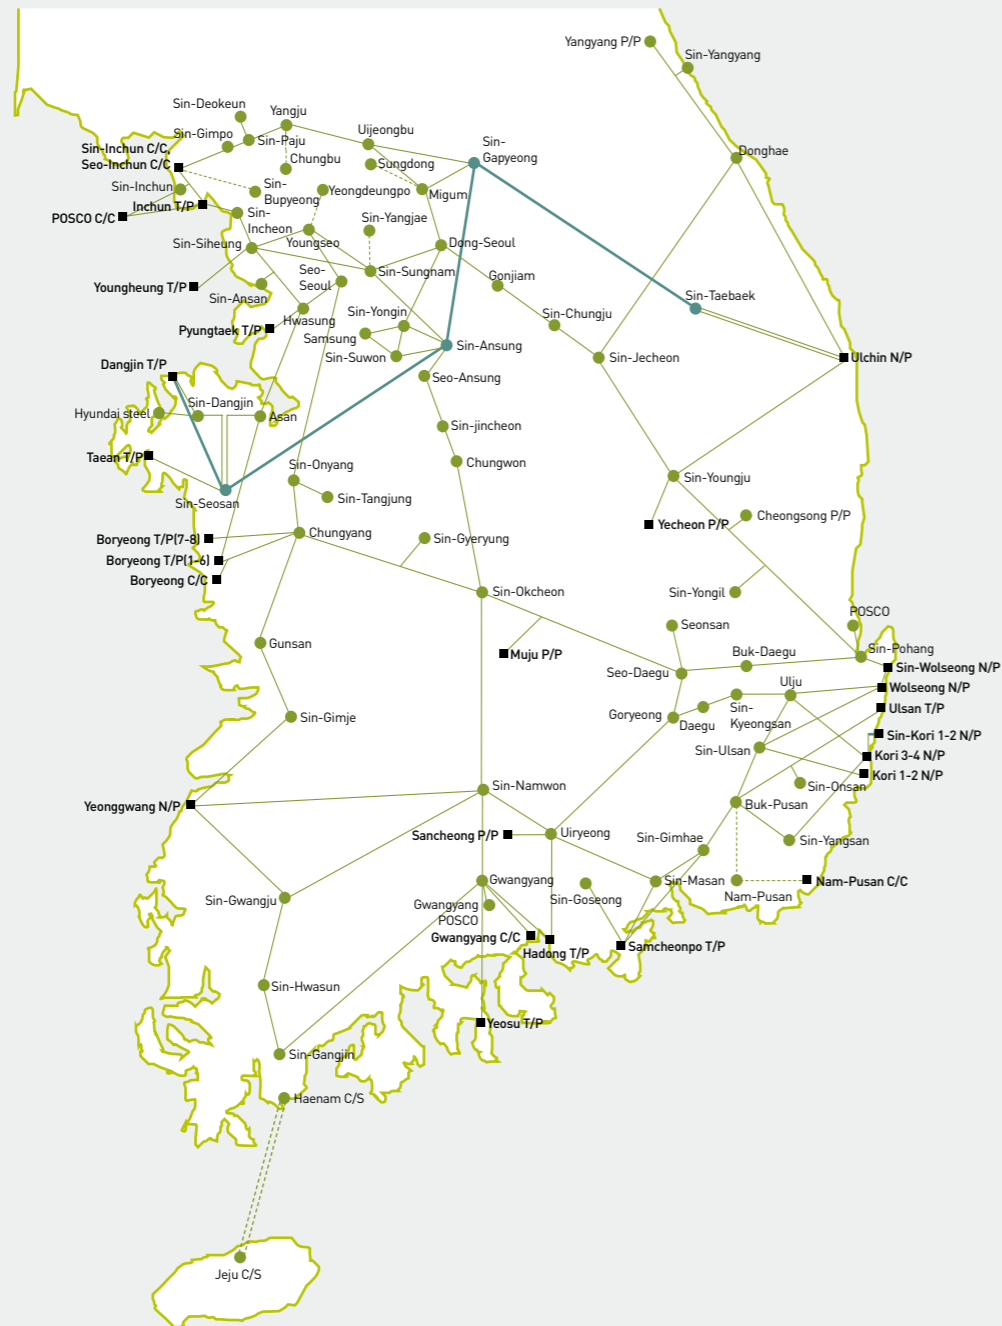 Yangyang P/P
Sin-Yangyang
Sin-Deokeun
Yangju
Uijeongbu
Sin-
Gapyeong
Sin-Gimpo
Sin-Paju
Donghae
Sin-Inchun C/C,
Seo-Inchun C/C
Chungbu
Sungdong
Sin-Inchun
Sin-
Bupyeong
Yeongdeungpo
Migum
Inchun T/P
POSCO C/C
Sin-
Incheon
Sin-Yangjae
Sin-Siheung
Youngseo
Dong-Seoul
Seo-
Seoul
Sin-Sungnam
Gonjiam
Youngheung T/P
Sin-Ansan
Sin-Taebaek
Hwasung
Sin-Yongin
Sin-Chungju
Pyungtaek T/P
Samsung
Sin-Suwon
Sin-Ansung
Sin-Jecheon
Ulchin N/P
Dangjin T/P
Seo-Ansung
Hyundai steel
Sin-Dangjin
Asan
Sin-jincheon
Taean T/P
Sin-Onyang
Chungwon
Sin-Youngju
Sin-Seosan
Sin-Tangjung
Yecheon P/P
Cheongsong P/P
Boryeong T/P(7-8)
Chungyang
Sin-Gyeryung
Boryeong T/P(1-6)
Boryeong C/C
Sin-Okcheon
Sin-Yongil
POSCO
Gunsan
Muju P/P
Seonsan
Buk-Daegu
Sin-Pohang
Seo-Daegu
Sin-Wolseong N/P
Ulju
Wolseong N/P
Sin-Gimje
Goryeong
Daegu
Sin-
Kyeongsan
Ulsan T/P
Sin-Ulsan
Sin-Kori 1-2 N/P
Kori 3-4 N/P
Kori 1-2 N/P
Sin-Namwon
Sin-Onsan
Yeonggwang N/P
Buk-Pusan
Sancheong P/P
Uiryeong
Sin-Gimhae
Sin-Yangsan
Gwangyang
Sin-Masan
Nam-Pusan C/C
Sin-Gwangju
Gwangyang
POSCO
Sin-Goseong
Nam-Pusan
Gwangyang C/C
Hadong T/P
Samcheonpo T/P
Sin-Hwasun
Yeosu T/P
Sin-Gangjin
Haenam C/S
Jeju C/S